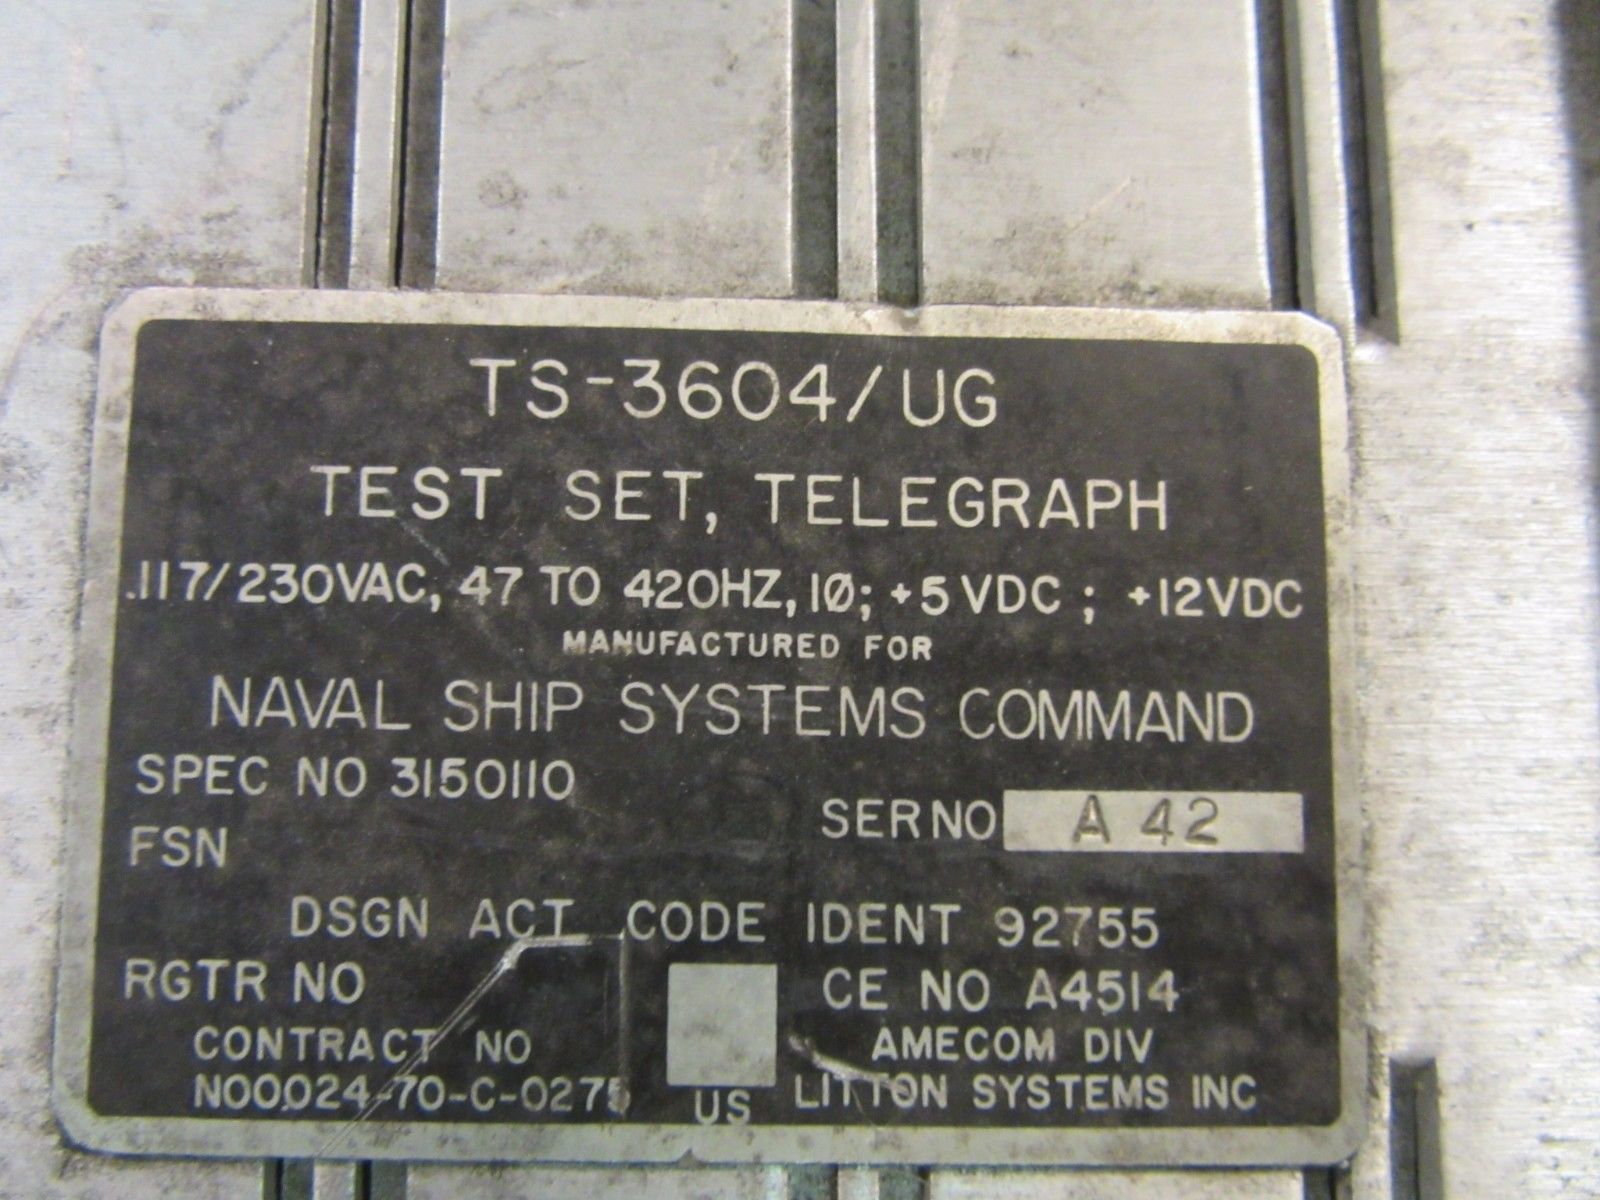 TS-3604/UG
TEST SET, TELEGRAPH
117/230VAC, 47 TO 420HZ, 1Ø; +5 VDC ; +12VDC
MANUFACTURED FOR
NAVAL SHIP SYSTEMS COMMAND
SPEC NO 3150110
SER NO A 42
FSN
DSGN ACT CODE IDENT 92755
RGTR NO
CE NO A4514
CONTRACT NO
N00024-70-C-0275
US
AMECOM DIV
LITTON SYSTEMS INC